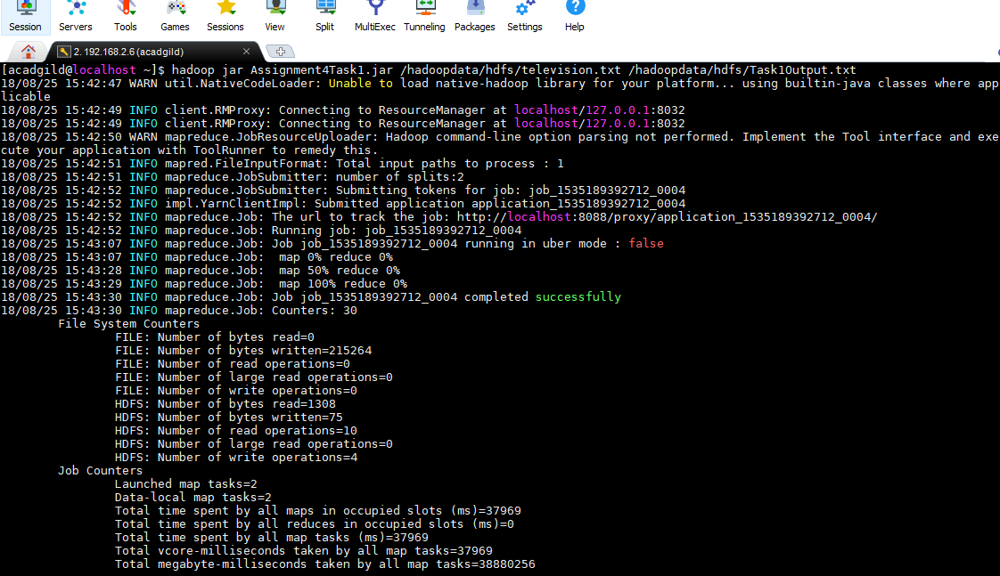 Session Servers Tools Games Sessions View Split MultiExec Tunneling Packages Settings Help
2. 192.168.2.6 (acadgild)
[acadgild@localhost ~]$ hadoop jar Assignment4Task1.jar /hadoopdata/hdfs/television.txt /hadoopdata/hdfs/Task1Output.txt
18/08/25 15:42:47 WARN util.NativeCodeLoader: Unable to load native-hadoop library for your platform... using builtin-java classes where app
licable
18/08/25 15:42:49 INFO client.RMProxy: Connecting to ResourceManager at localhost/127.0.0.1:8032
18/08/25 15:42:49 INFO client.RMProxy: Connecting to ResourceManager at localhost/127.0.0.1:8032
18/08/25 15:42:50 WARN mapreduce.JobResourceUploader: Hadoop command-line option parsing not performed. Implement the Tool interface and exe
cute your application with ToolRunner to remedy this.
18/08/25 15:42:51 INFO mapred.FileInputFormat: Total input paths to process : 1
18/08/25 15:42:51 INFO mapreduce.JobSubmitter: number of splits:2
18/08/25 15:42:52 INFO mapreduce.JobSubmitter: Submitting tokens for job: job_1535189392712_0004
18/08/25 15:42:52 INFO impl.YarnClientImpl: Submitted application application_1535189392712_0004
18/08/25 15:42:52 INFO mapreduce.Job: The url to track the job: http://localhost:8088/proxy/application_1535189392712_0004/
18/08/25 15:42:52 INFO mapreduce.Job: Running job: job_1535189392712_0004
18/08/25 15:43:07 INFO mapreduce.Job: Job job_1535189392712_0004 running in uber mode : false
18/08/25 15:43:07 INFO mapreduce.Job:  map 0% reduce 0%
18/08/25 15:43:28 INFO mapreduce.Job:  map 50% reduce 0%
18/08/25 15:43:29 INFO mapreduce.Job:  map 100% reduce 0%
18/08/25 15:43:30 INFO mapreduce.Job: Job job_1535189392712_0004 completed successfully
18/08/25 15:43:30 INFO mapreduce.Job: Counters: 30
File System Counters
FILE: Number of bytes read=0
FILE: Number of bytes written=215264
FILE: Number of read operations=0
FILE: Number of large read operations=0
FILE: Number of write operations=0
HDFS: Number of bytes read=1308
HDFS: Number of bytes written=75
HDFS: Number of read operations=10
HDFS: Number of large read operations=0
HDFS: Number of write operations=4
Job Counters
Launched map tasks=2
Data-local map tasks=2
Total time spent by all maps in occupied slots (ms)=37969
Total time spent by all reduces in occupied slots (ms)=0
Total time spent by all map tasks (ms)=37969
Total vcore-milliseconds taken by all map tasks=37969
Total megabyte-milliseconds taken by all map tasks=38880256